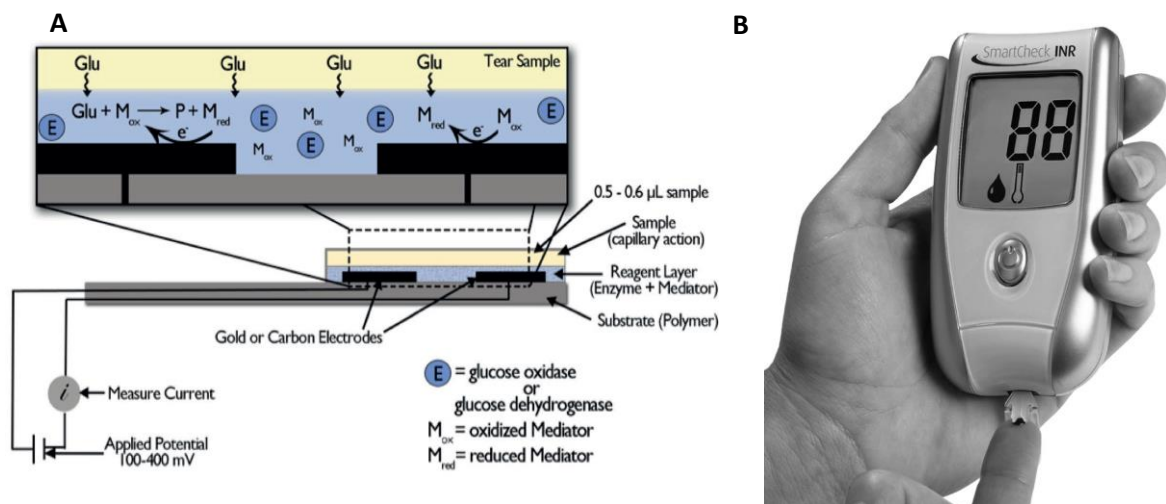 A
Glu
Glu
Glu
Glu
Tear Sample
E
Glu + Mox → P + Mred
e-
E
E
E
Mox
Mox
Mox
Mred
Mox
e-
E
0.5 - 0.6 µL sample
Sample
(capillary action)
Reagent Layer
(Enzyme + Mediator)
Substrate (Polymer)
Gold or Carbon Electrodes
i
Measure Current
Applied Potential
100-400 mV
E = glucose oxidase
or
glucose dehydrogenase
Mox = oxidized Mediator
Mred = reduced Mediator
B
SmartCheck INR
88